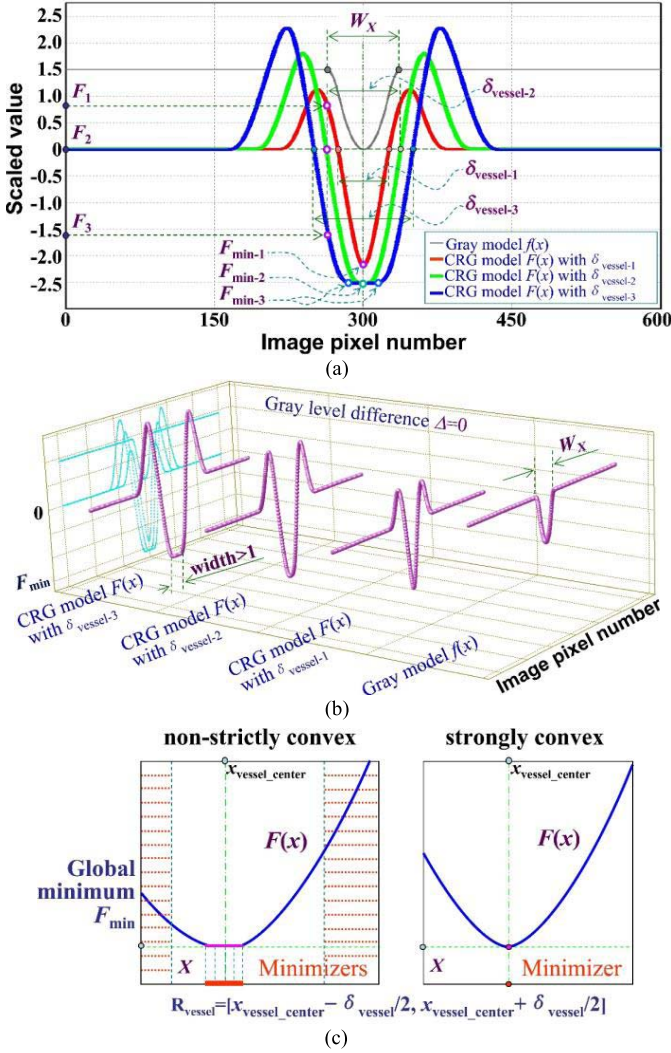 W_X
2.5
2.0
1.5
1.0
0.5
0
-0.5
-1.0
-1.5
-2.0
-2.5
Scaled value
F_1
F_2
F_3
δ_vessel-2
δ_vessel-1
δ_vessel-3
F_min-1
F_min-2
F_min-3
Gray model f(x)
CRG model F(x) with δ_vessel-1
CRG model F(x) with δ_vessel-2
CRG model F(x) with δ_vessel-3
0 150 300 450 600
Image pixel number
(a)
Gray level difference Δ=0
W_X
0
F_min
width>1
CRG model F(x)
with δ_vessel-3
CRG model F(x)
with δ_vessel-2
CRG model F(x)
with δ_vessel-1
Gray model f(x)
Image pixel number
(b)
non-strictly convex
strongly convex
x_vessel_center
x_vessel_center
F(x)
F(x)
Global
minimum
F_min
X
Minimizers
X
Minimizer
R_vessel=[x_vessel_center − δ_vessel/2, x_vessel_center + δ_vessel/2]
(c)